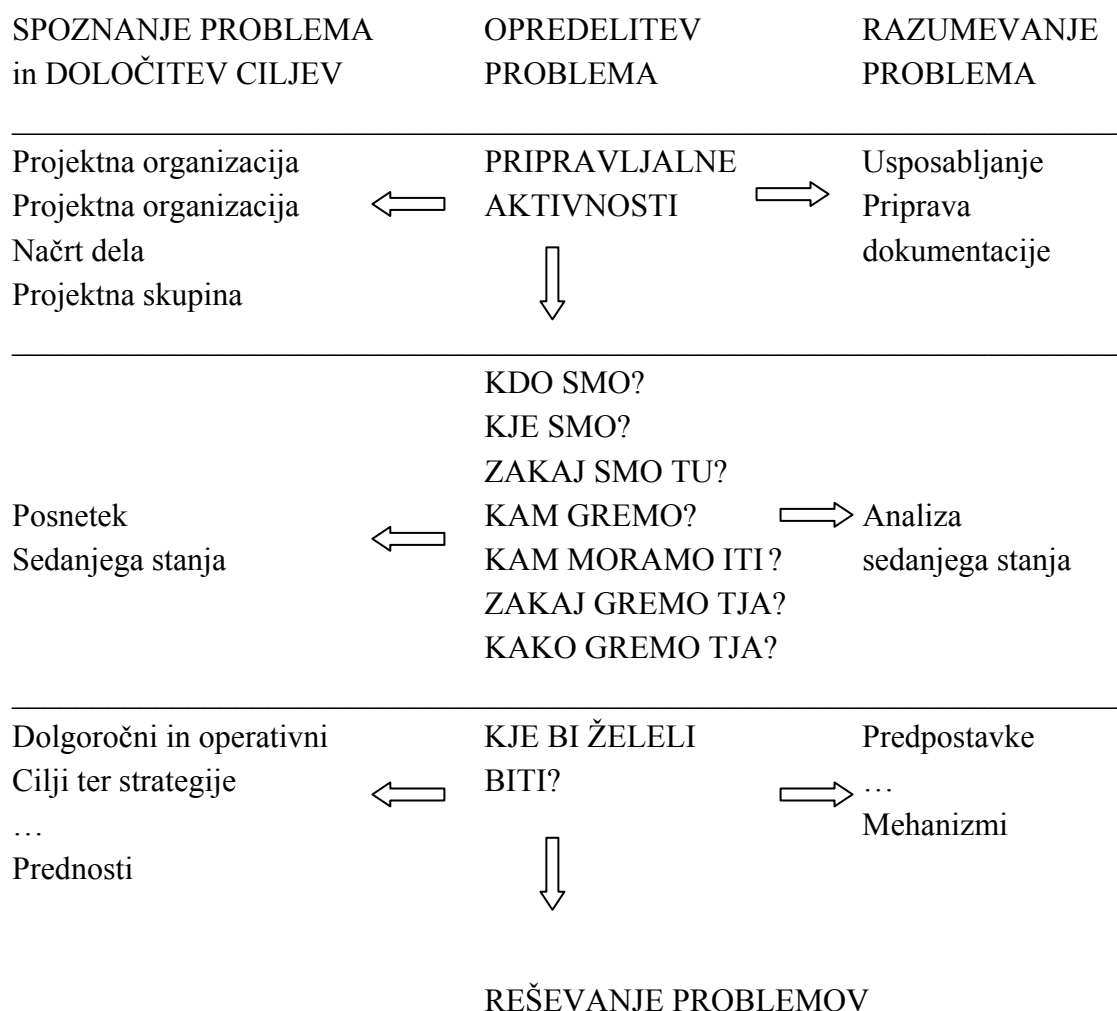 SPOZNANJE PROBLEMA OPREDELITEV RAZUMEVANJE
in DOLOČITEV CILJEV PROBLEMA PROBLEMA
Projektna organizacija PRIPRAVLJALNE Usposabljanje
Projektna organizacija AKTIVNOSTI Priprava
Načrt dela dokumentacije
Projektna skupina
KDO SMO?
KJE SMO?
ZAKAJ SMO TU?
Posnetek KAM GREMO? Analiza
Sedanjega stanja KAM MORAMO ITI? sedanjega stanja
ZAKAJ GREMO TJA?
KAKO GREMO TJA?
Dolgoročni in operativni KJE BI ŽELELI Predpostavke
Cilji ter strategije BITI? …
… Mehanizmi
Prednosti
REŠEVANJE PROBLEMOV